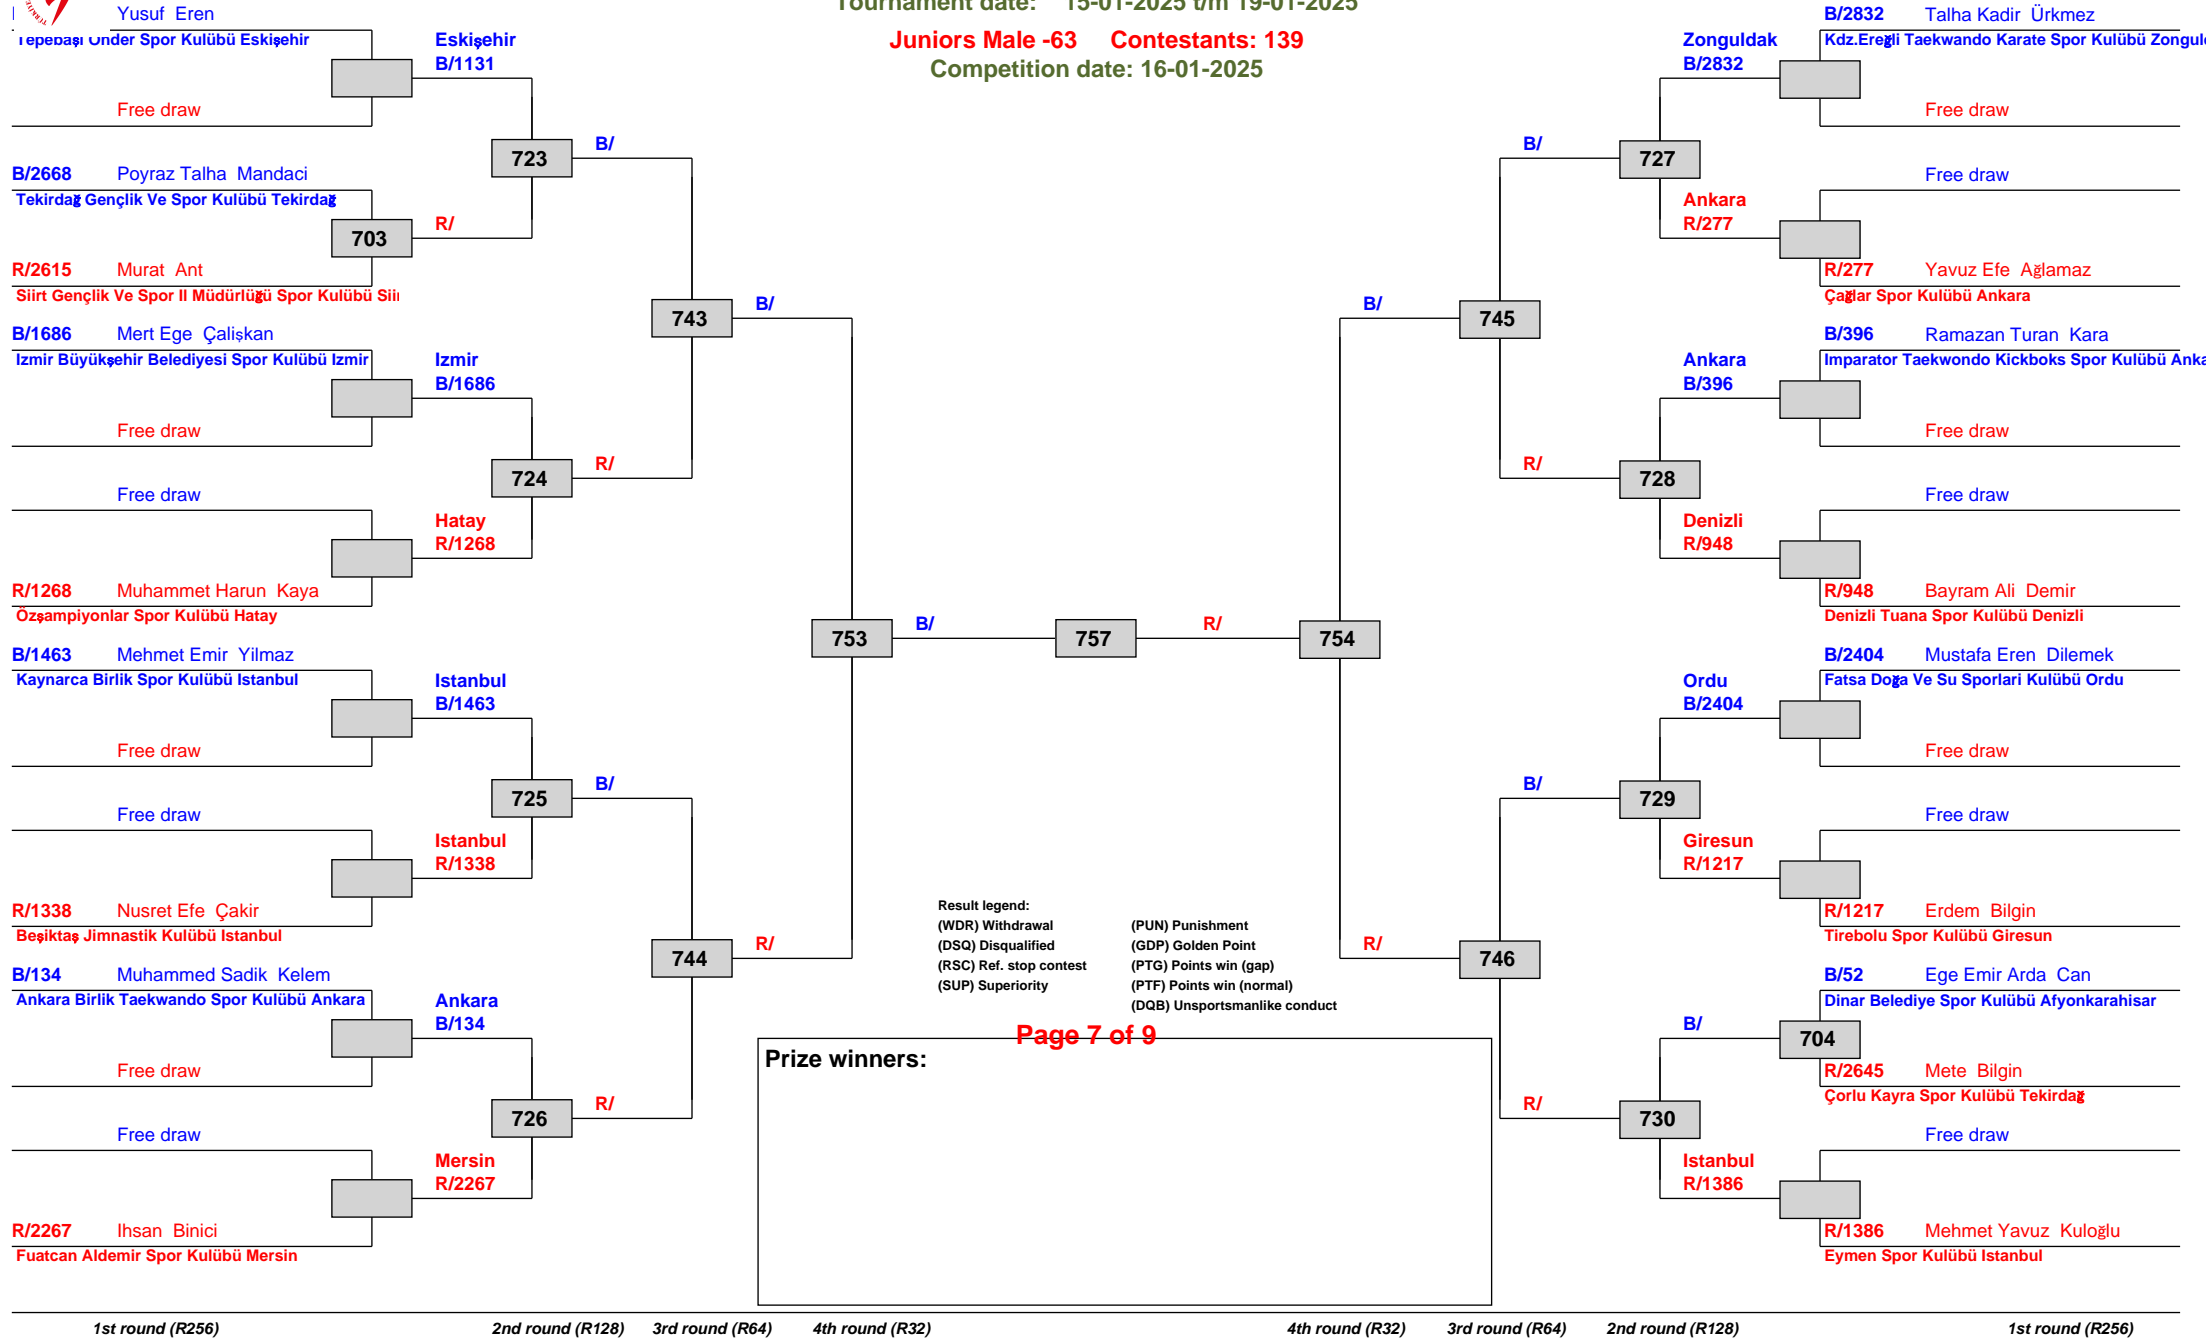 Tournament date: 15-01-2025 t/m 19-01-2025
Juniors Male -63 Contestants: 139
Competition date: 16-01-2025
Yusuf Eren
Tepebaşı Önder Spor Kulübü Eskişehir
Free draw
Eskişehir
B/1131
723
B/
B/2668 Poyraz Talha Mandaci
Tekirdağ Gençlik Ve Spor Kulübü Tekirdağ
703
R/
R/2615 Murat Ant
Siirt Gençlik Ve Spor Il Müdürlüğü Spor Kulübü Sii
743
B/
B/1686 Mert Ege Çalişkan
Izmir Büyükşehir Belediyesi Spor Kulübü Izmir
Free draw
Izmir
B/1686
724
R/
Free draw
Hatay
R/1268
R/1268 Muhammet Harun Kaya
Özşampiyonlar Spor Kulübü Hatay
753
B/
757
R/
754
B/1463 Mehmet Emir Yilmaz
Kaynarca Birlik Spor Kulübü Istanbul
Free draw
Istanbul
B/1463
725
B/
Free draw
Istanbul
R/1338
R/1338 Nusret Efe Çakir
Beşiktaş Jimnastik Kulübü Istanbul
744
R/
B/134 Muhammed Sadik Kelem
Ankara Birlik Taekwando Spor Kulübü Ankara
Free draw
Ankara
B/134
726
R/
Free draw
Mersin
R/2267
R/2267 Ihsan Binici
Fuatcan Aldemir Spor Kulübü Mersin
B/2832 Talha Kadir Ürkmez
Kdz.Ereğli Taekwando Karate Spor Kulübü Zongul
Zonguldak
B/2832
Free draw
B/
727
Free draw
Ankara
R/277
R/277 Yavuz Efe Ağlamaz
Çağlar Spor Kulübü Ankara
B/
745
B/396 Ramazan Turan Kara
Imparator Taekwondo Kickboks Spor Kulübü Anka
Ankara
B/396
Free draw
R/
728
Free draw
Denizli
R/948
R/948 Bayram Ali Demir
Denizli Tuana Spor Kulübü Denizli
B/2404 Mustafa Eren Dilemek
Fatsa Doğa Ve Su Sporlari Kulübü Ordu
Ordu
B/2404
Free draw
B/
729
Free draw
Giresun
R/1217
R/1217 Erdem Bilgin
Tirebolu Spor Kulübü Giresun
R/
746
B/52 Ege Emir Arda Can
Dinar Belediye Spor Kulübü Afyonkarahisar
B/
704
R/2645 Mete Bilgin
Çorlu Kayra Spor Kulübü Tekirdağ
R/
730
Free draw
Istanbul
R/1386
R/1386 Mehmet Yavuz Kuloğlu
Eymen Spor Kulübü Istanbul
Result legend:
(WDR) Withdrawal (PUN) Punishment
(DSQ) Disqualified (GDP) Golden Point
(RSC) Ref. stop contest (PTG) Points win (gap)
(SUP) Superiority (PTF) Points win (normal)
(DQB) Unsportsmanlike conduct
Page 7 of 9
Prize winners:
1st round (R256) 2nd round (R128) 3rd round (R64) 4th round (R32) 4th round (R32) 3rd round (R64) 2nd round (R128) 1st round (R256)